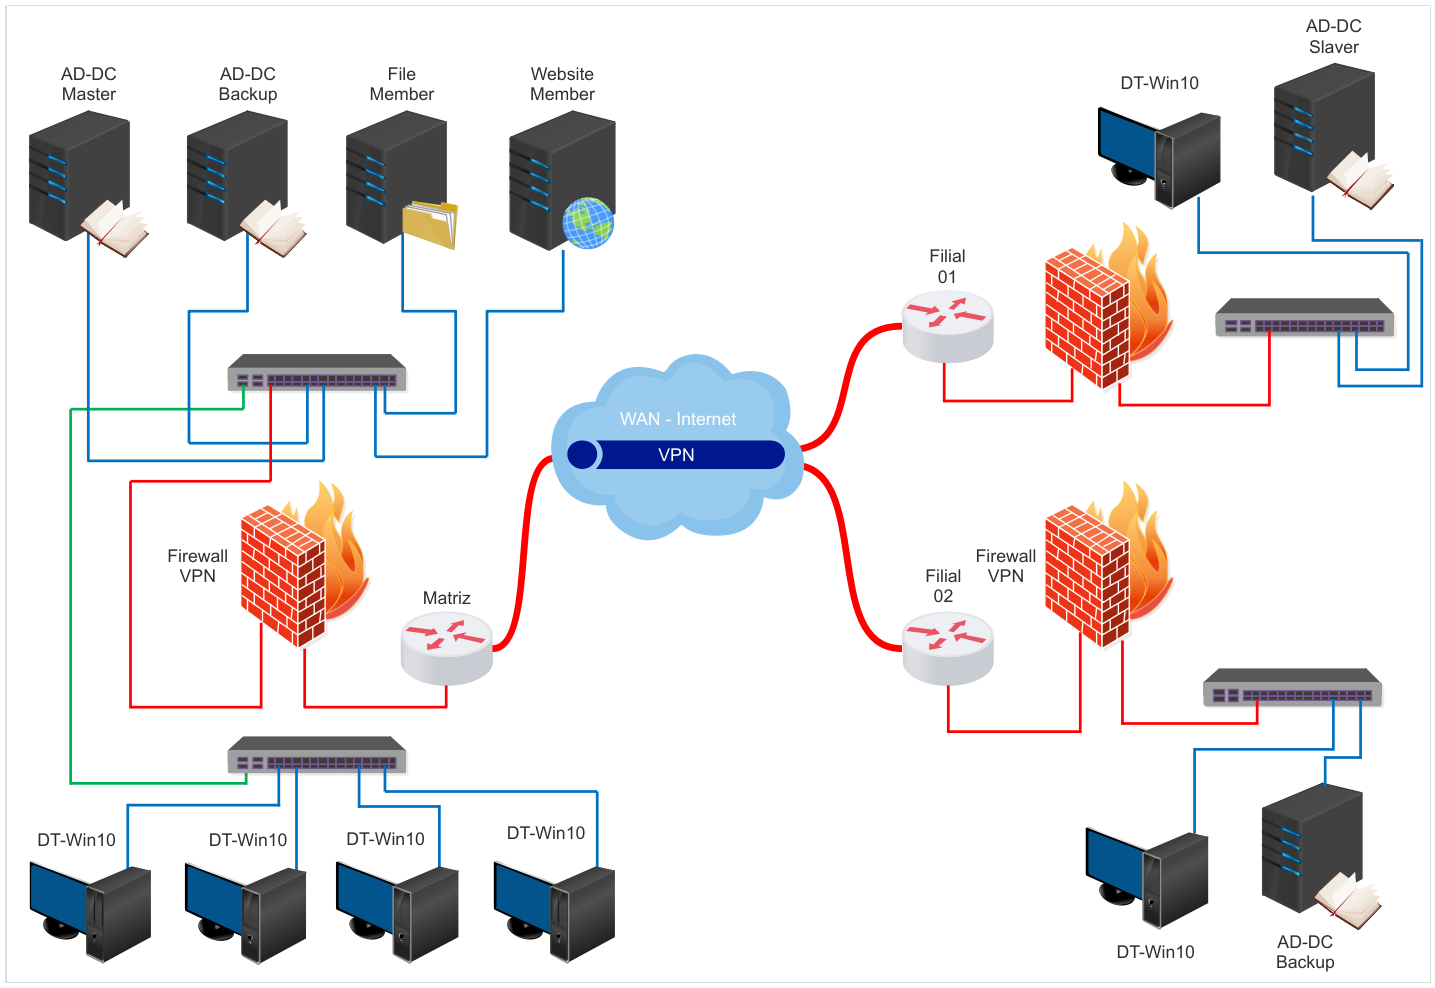 AD-DC
Master
AD-DC
Backup
File
Member
Website
Member
DT-Win10
AD-DC
Slaver
Filial
01
WAN - Internet
VPN
Firewall
VPN
Matriz
Filial
02
Firewall
VPN
DT-Win10
DT-Win10
DT-Win10
DT-Win10
DT-Win10
AD-DC
Backup